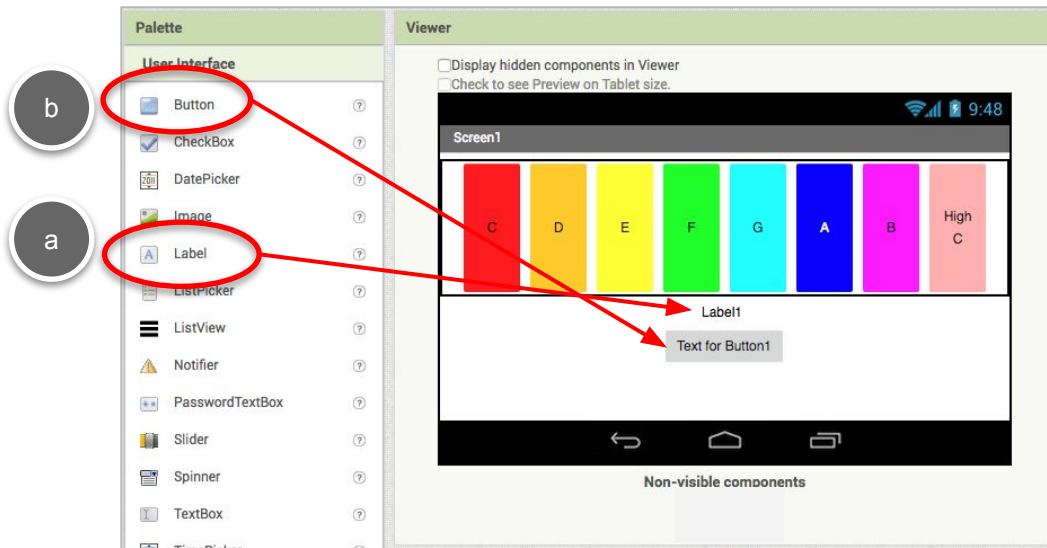 Palette
User Interface
b
Button
CheckBox
DatePicker
Image
a
Label
ListPicker
ListView
Notifier
PasswordTextBox
Slider
Spinner
TextBox
TimePicker
Viewer
Display hidden components in Viewer
Check to see Preview on Tablet size.
9:48
Screen1
C
D
E
F
G
A
B
High
C
Label1
Text for Button1
Non-visible components